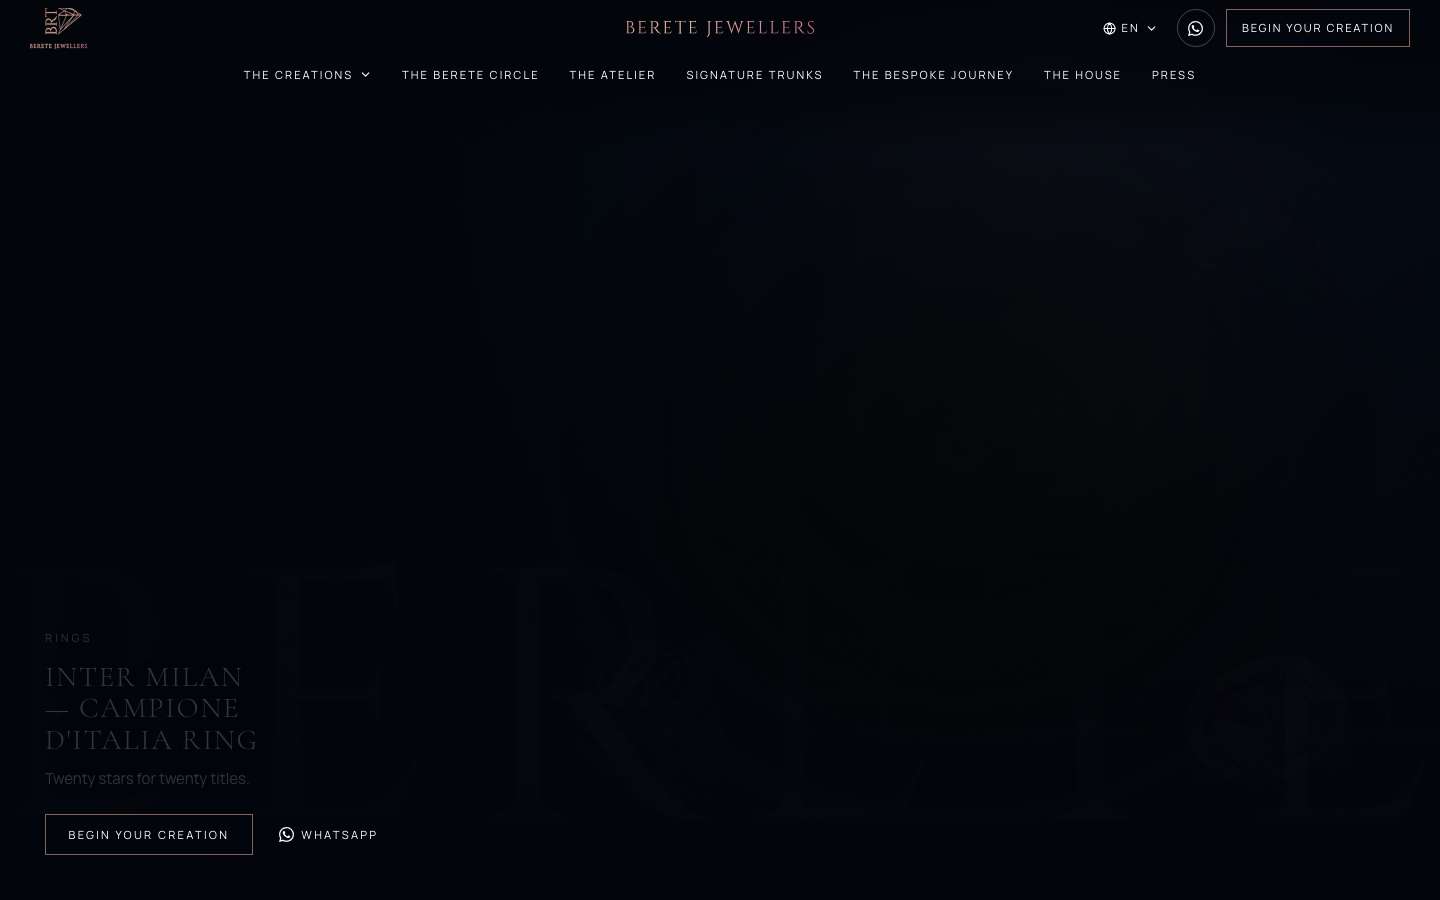 BRT
BERETE JEWELLERS
BERETE JEWELLERS
EN
BEGIN YOUR CREATION
THE CREATIONS
THE BERETE CIRCLE
THE ATELIER
SIGNATURE TRUNKS
THE BESPOKE JOURNEY
THE HOUSE
PRESS
BERETE
RINGS
INTER MILAN
— CAMPIONE
D'ITALIA RING
Twenty stars for twenty titles.
BEGIN YOUR CREATION
WHATSAPP